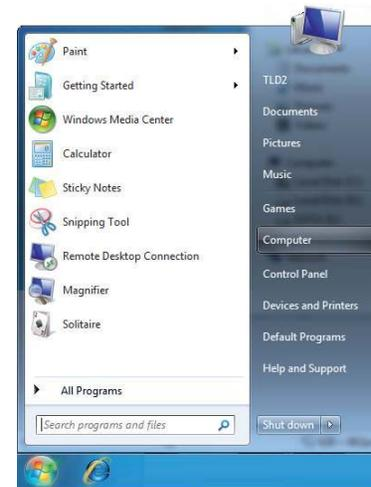 Paint
Getting Started
Windows Media Center
Calculator
Sticky Notes
Snipping Tool
Remote Desktop Connection
Magnifier
Solitaire
All Programs
Search programs and files
TLD2
Documents
Pictures
Music
Games
Computer
Control Panel
Devices and Printers
Default Programs
Help and Support
Shut down